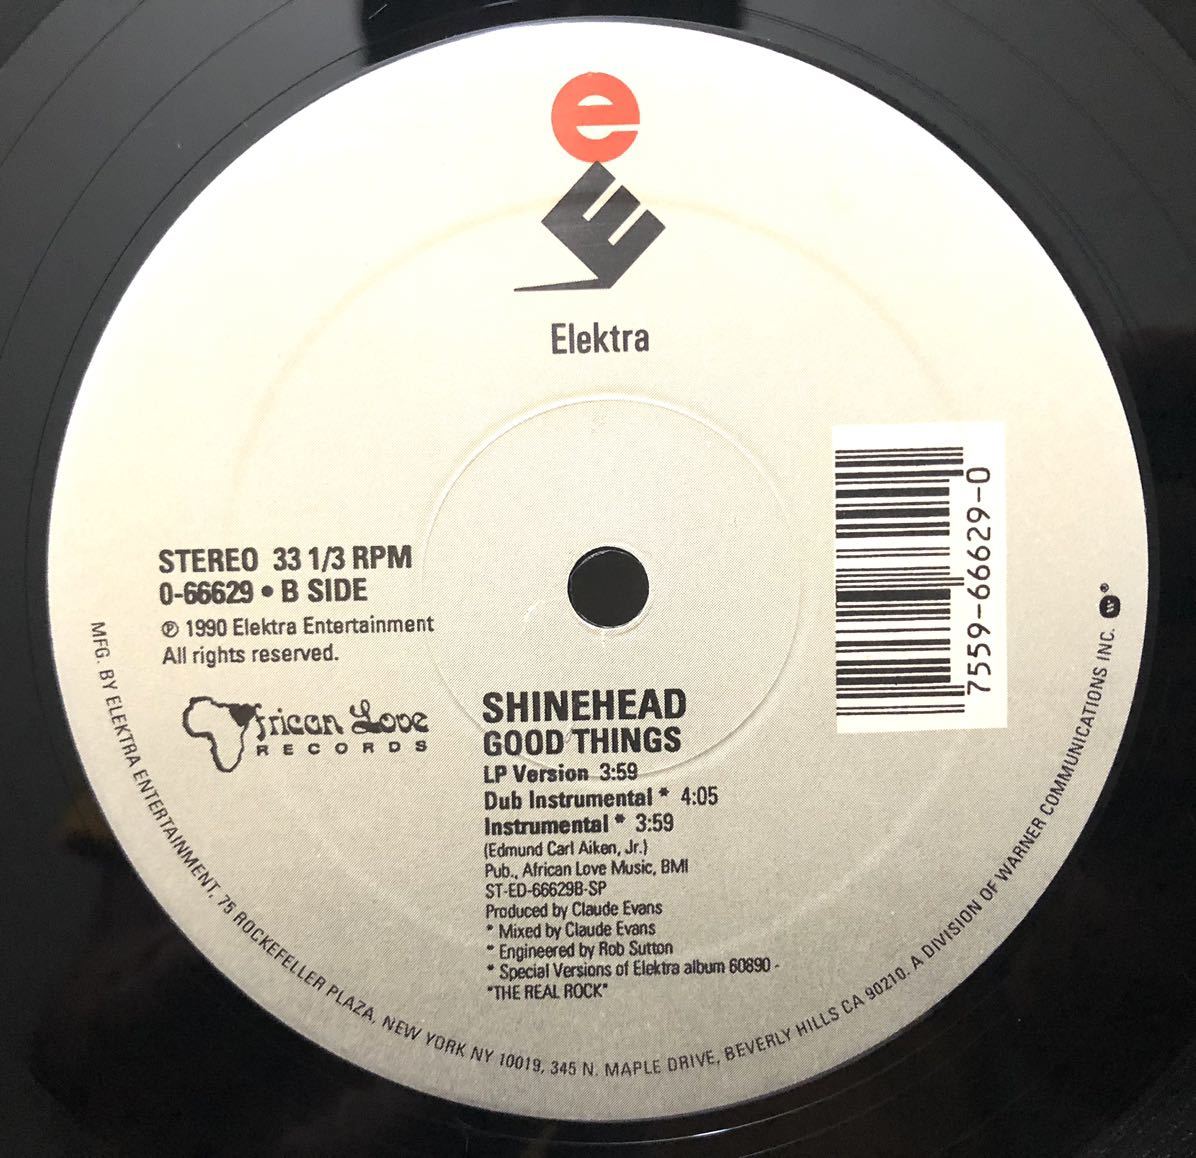 e
E
Elektra
STEREO 33 1/3 RPM
0-66629 • B SIDE
℗ 1990 Elektra Entertainment
All rights reserved.
African Love
RECORDS
7559-66629-0
SHINEHEAD
GOOD THINGS
LP Version 3:59
Dub Instrumental * 4:05
Instrumental * 3:59
(Edmund Carl Aiken, Jr.)
Pub., African Love Music, BMI
ST-ED-66629B-SP
Produced by Claude Evans
* Mixed by Claude Evans
* Engineered by Rob Sutton
* Special Versions of Elektra album 60890 -
"THE REAL ROCK"
MFG. BY ELEKTRA ENTERTAINMENT, 75 ROCKEFELLER PLAZA, NEW YORK NY 10019, 345 N. MAPLE DRIVE, BEVERLY HILLS CA 90210. A DIVISION OF WARNER COMMUNICATIONS INC. ®